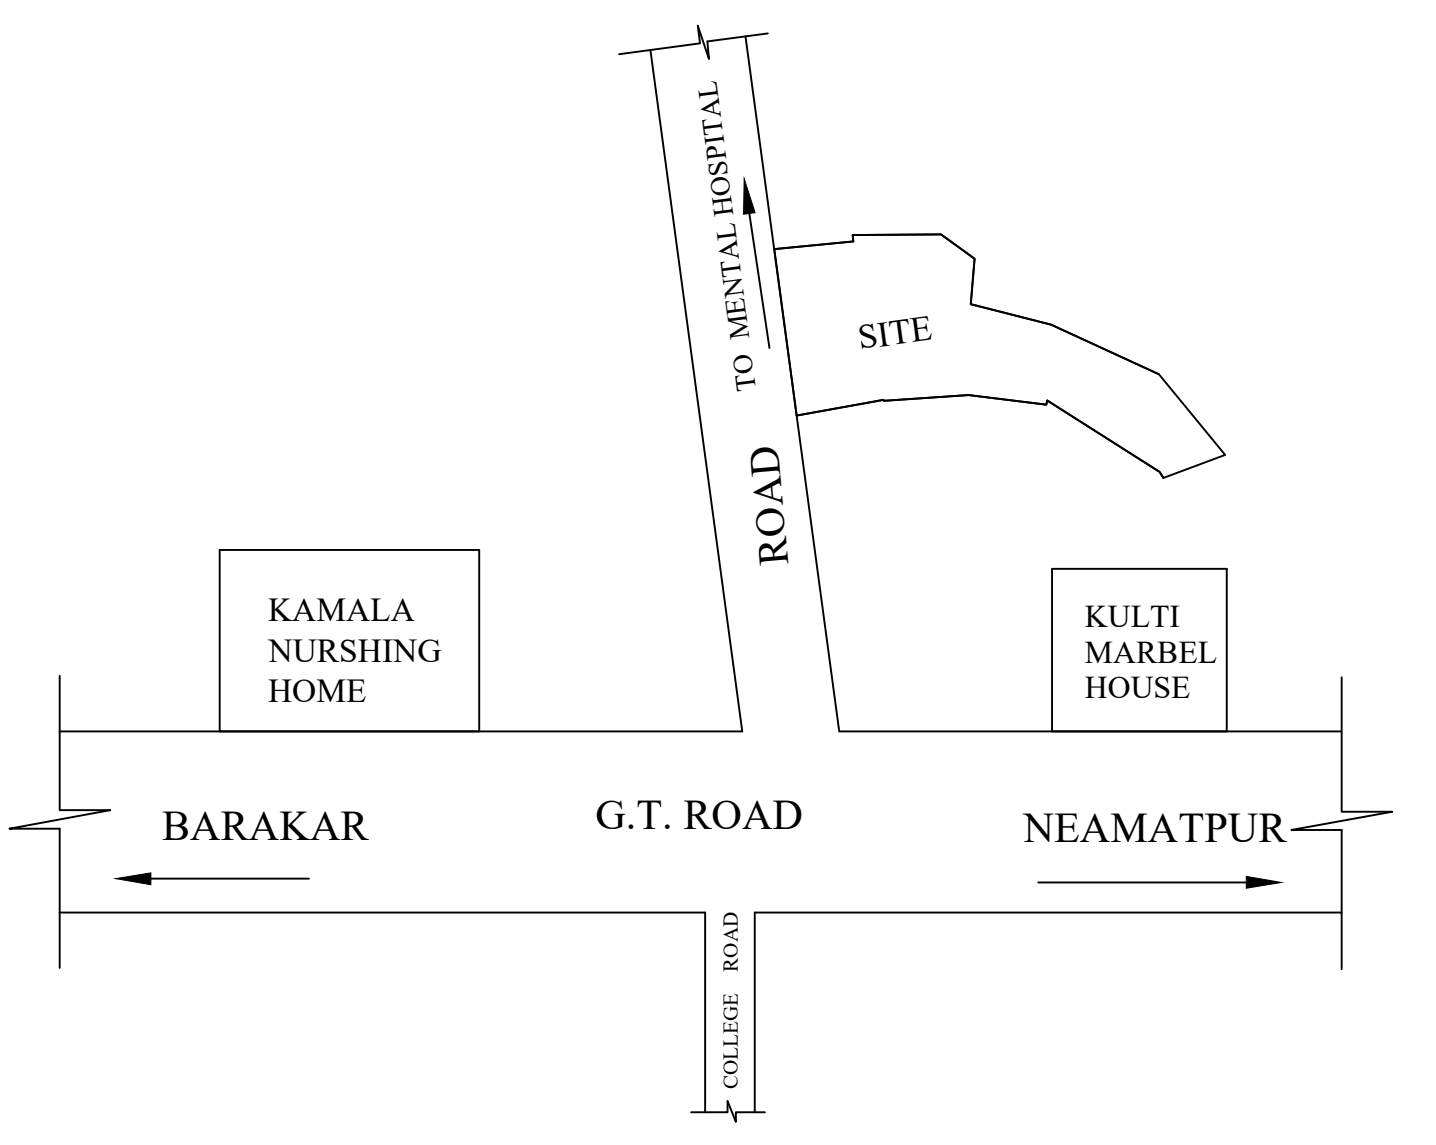 TO MENTAL HOSPITAL
SITE
ROAD
KAMALA
NURSHING
HOME
KULTI
MARBEL
HOUSE
BARAKAR
G.T. ROAD
NEAMATPUR
COLLEGE ROAD